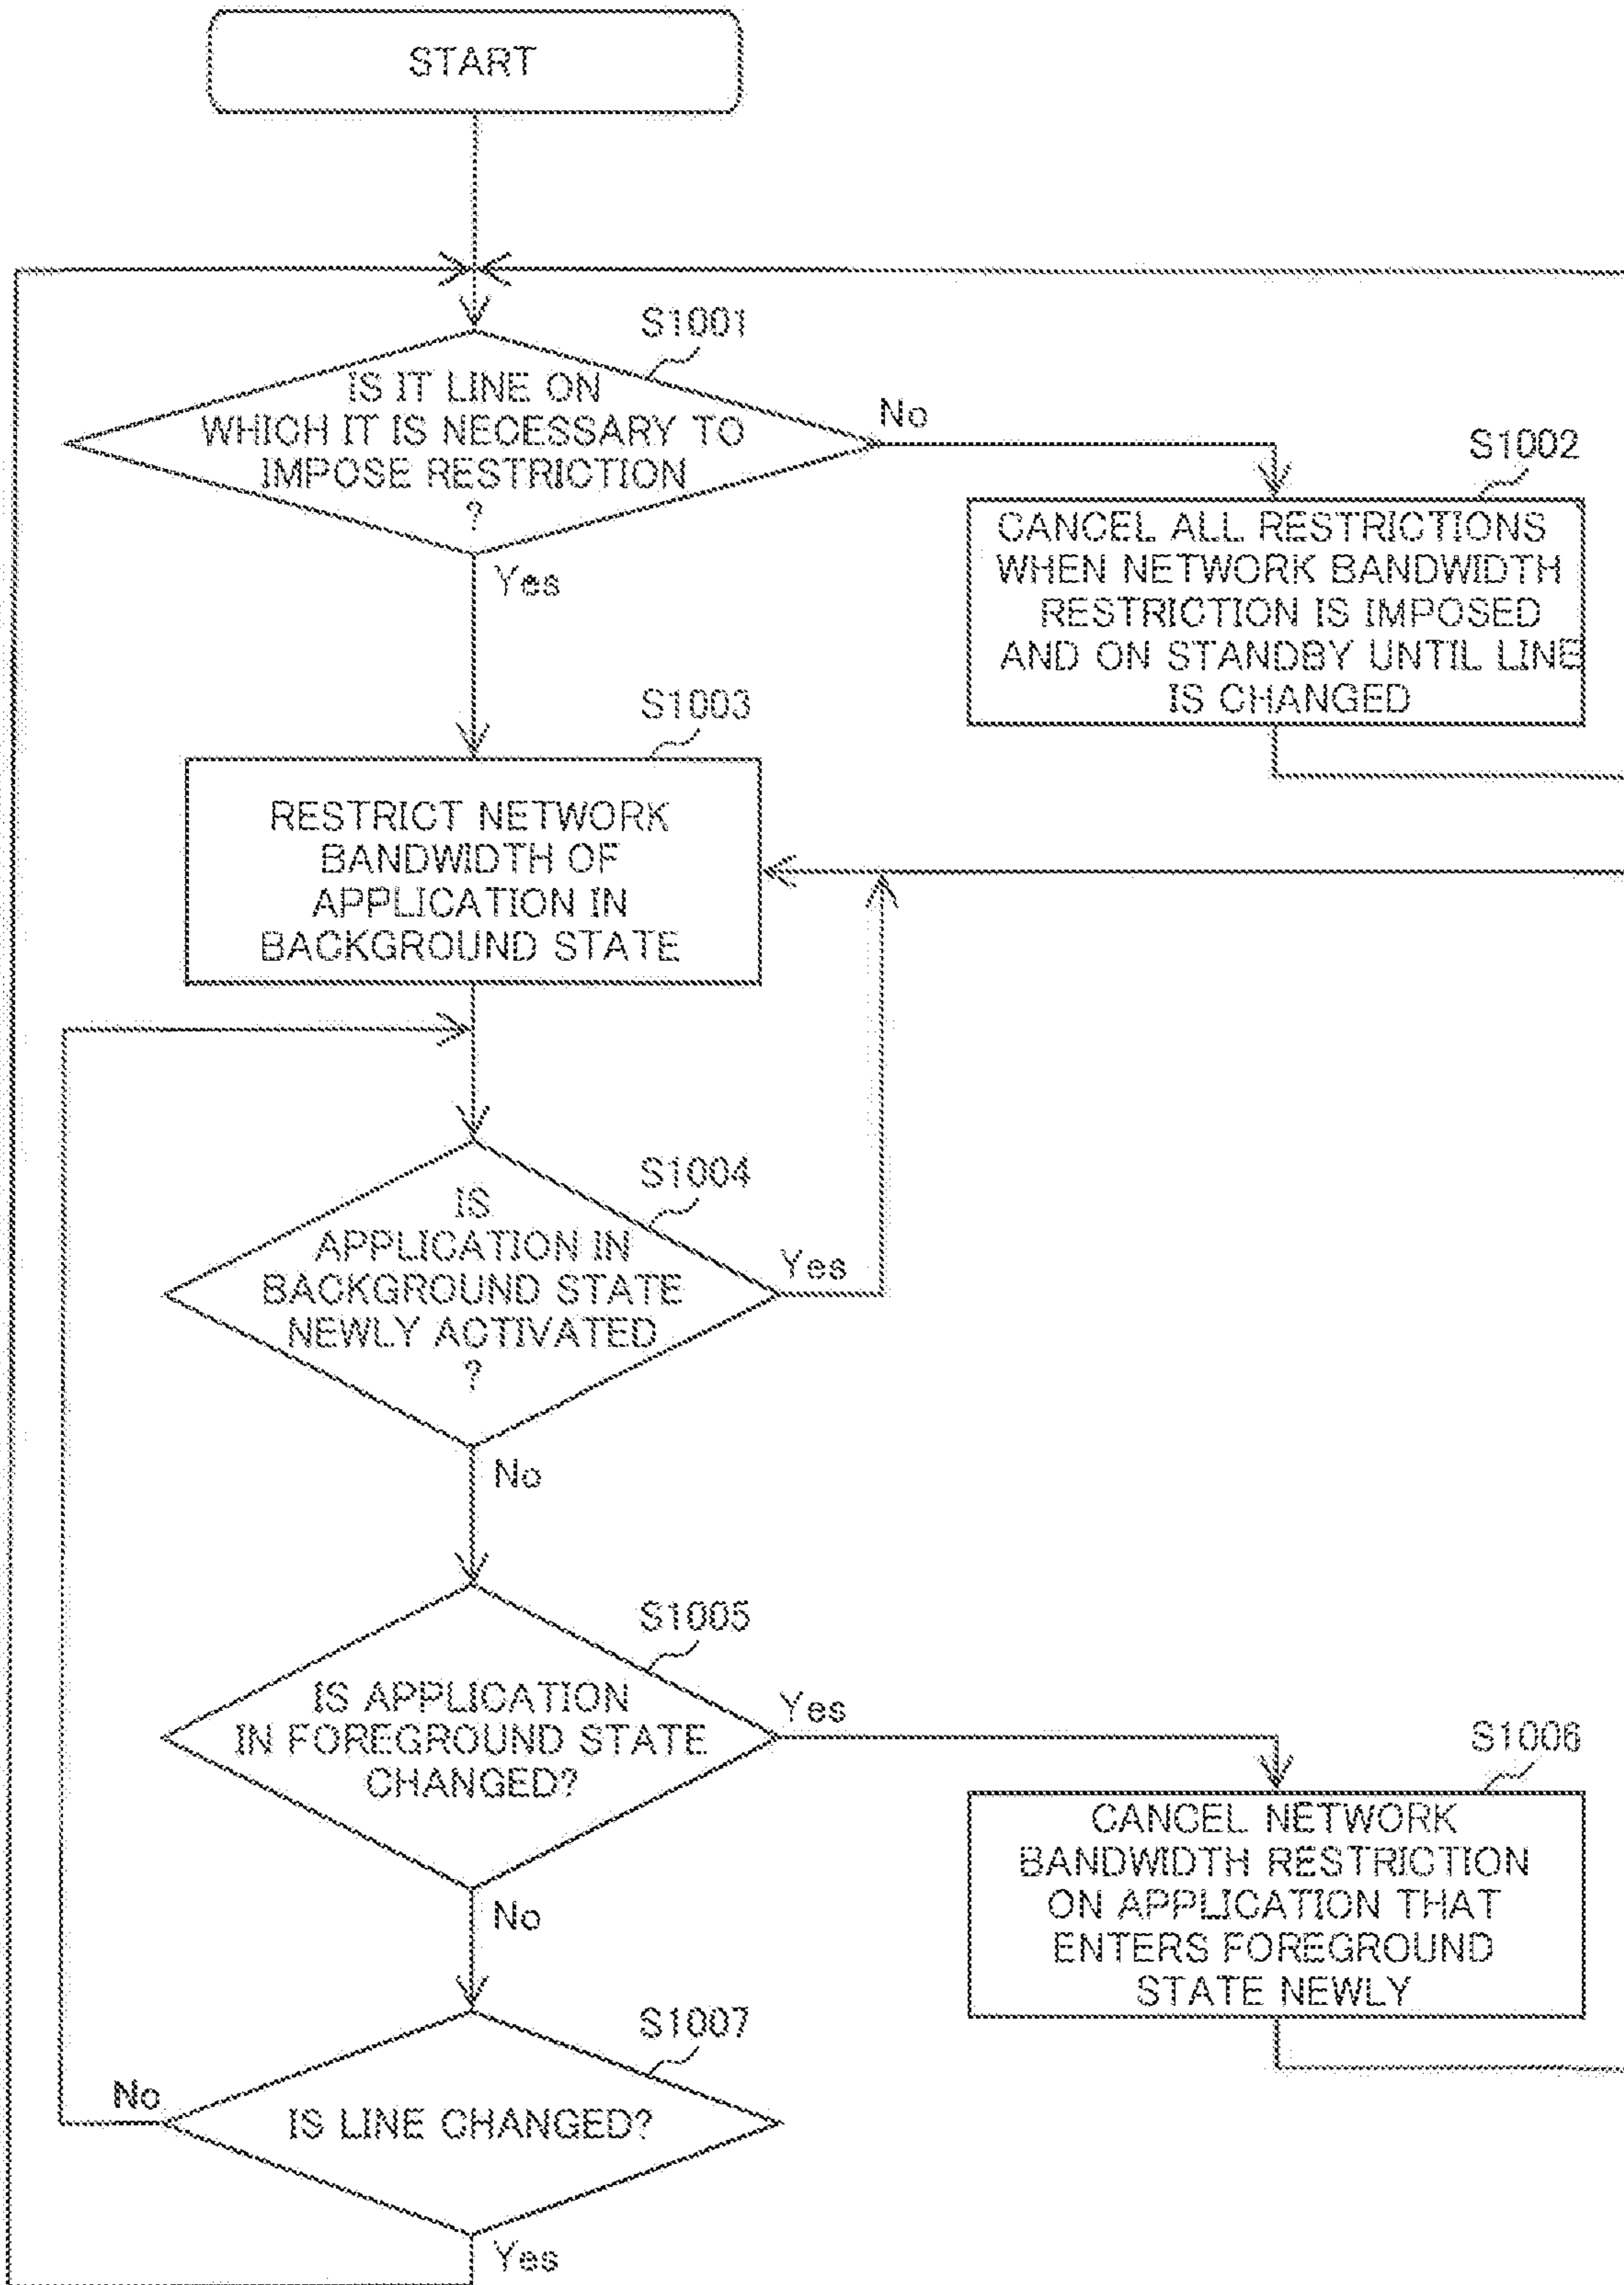 START
S1001
IS IT LINE ON
WHICH IT IS NECESSARY TO
IMPOSE RESTRICTION
?
No
Yes
S1002
CANCEL ALL RESTRICTIONS
WHEN NETWORK BANDWIDTH
RESTRICTION IS IMPOSED
AND ON STANDBY UNTIL LINE
IS CHANGED
S1003
RESTRICT NETWORK
BANDWIDTH OF
APPLICATION IN
BACKGROUND STATE
S1004
IS
APPLICATION IN
BACKGROUND STATE
NEWLY ACTIVATED
?
Yes
No
S1005
IS APPLICATION
IN FOREGROUND STATE
CHANGED?
Yes
No
S1006
CANCEL NETWORK
BANDWIDTH RESTRICTION
ON APPLICATION THAT
ENTERS FOREGROUND
STATE NEWLY
S1007
IS LINE CHANGED?
No
Yes